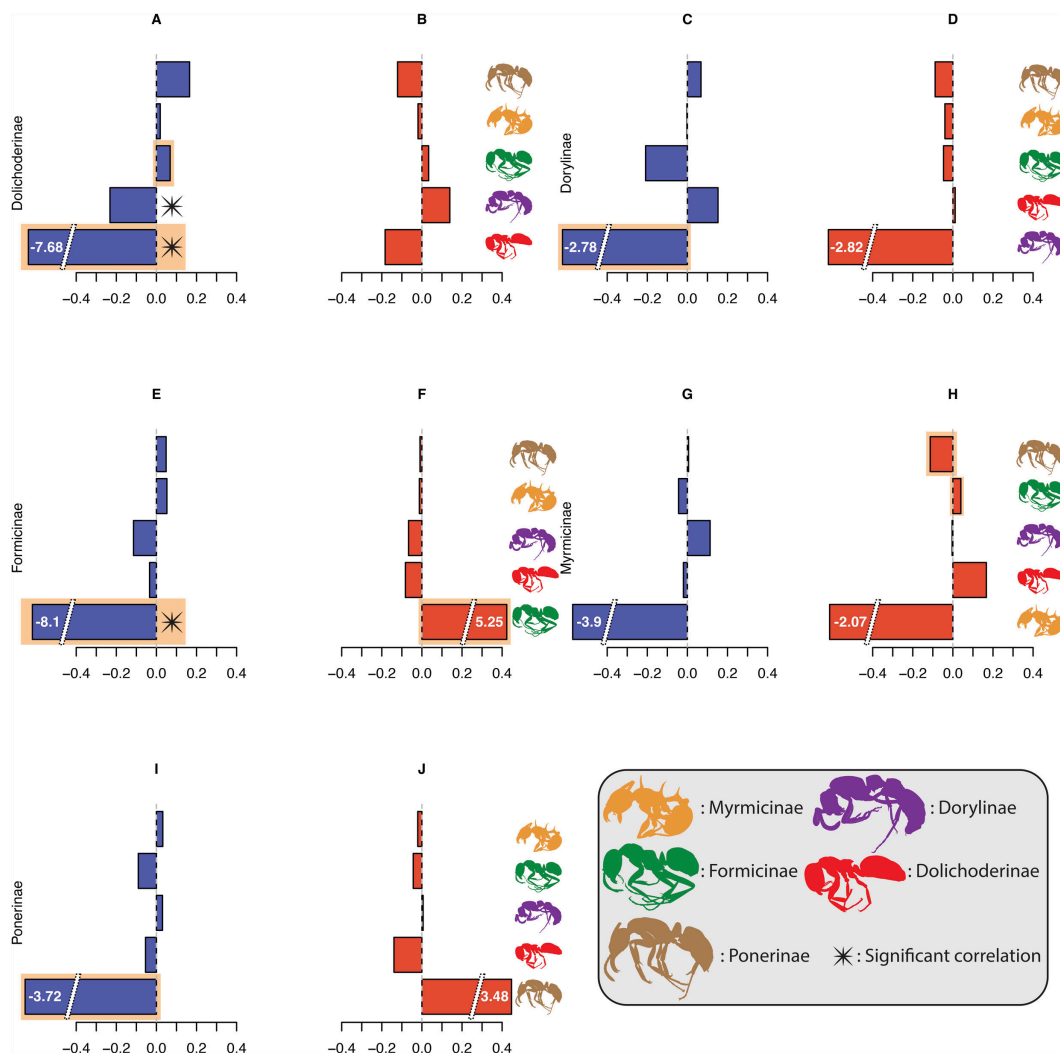 A B C D
Dolichoderinae
-7.68
−0.4 −0.2 0.0 0.2 0.4
−0.4 −0.2 0.0 0.2 0.4
Dorylinae
-2.78
−0.4 −0.2 0.0 0.2 0.4
-2.82
−0.4 −0.2 0.0 0.2 0.4
E F G H
Formicinae
-8.1
−0.4 −0.2 0.0 0.2 0.4
5.25
−0.4 −0.2 0.0 0.2 0.4
Myrmicinae
-3.9
−0.4 −0.2 0.0 0.2 0.4
-2.07
−0.4 −0.2 0.0 0.2 0.4
I J
Ponerinae
-3.72
−0.4 −0.2 0.0 0.2 0.4
3.48
−0.4 −0.2 0.0 0.2 0.4
: Myrmicinae : Dorylinae
: Formicinae : Dolichoderinae
: Ponerinae : Significant correlation